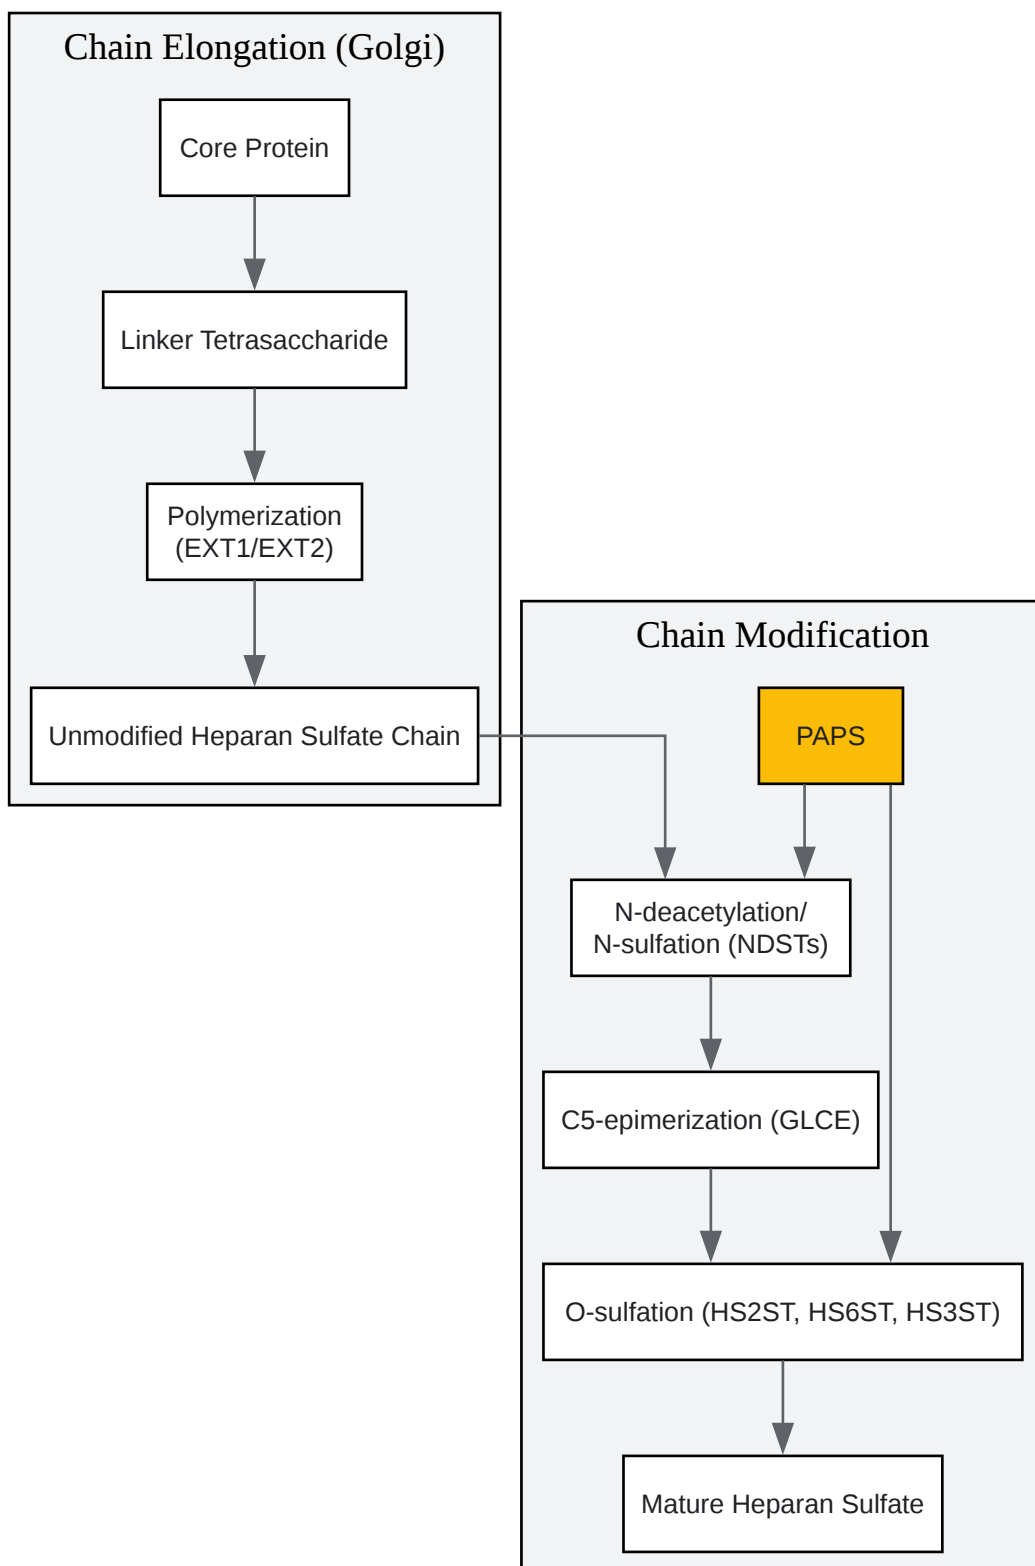 Chain Elongation (Golgi)
Core Protein
Linker Tetrasaccharide
Polymerization
(EXT1/EXT2)
Unmodified Heparan Sulfate Chain
Chain Modification
PAPS
N-deacetylation/
N-sulfation (NDSTs)
C5-epimerization (GLCE)
O-sulfation (HS2ST, HS6ST, HS3ST)
Mature Heparan Sulfate